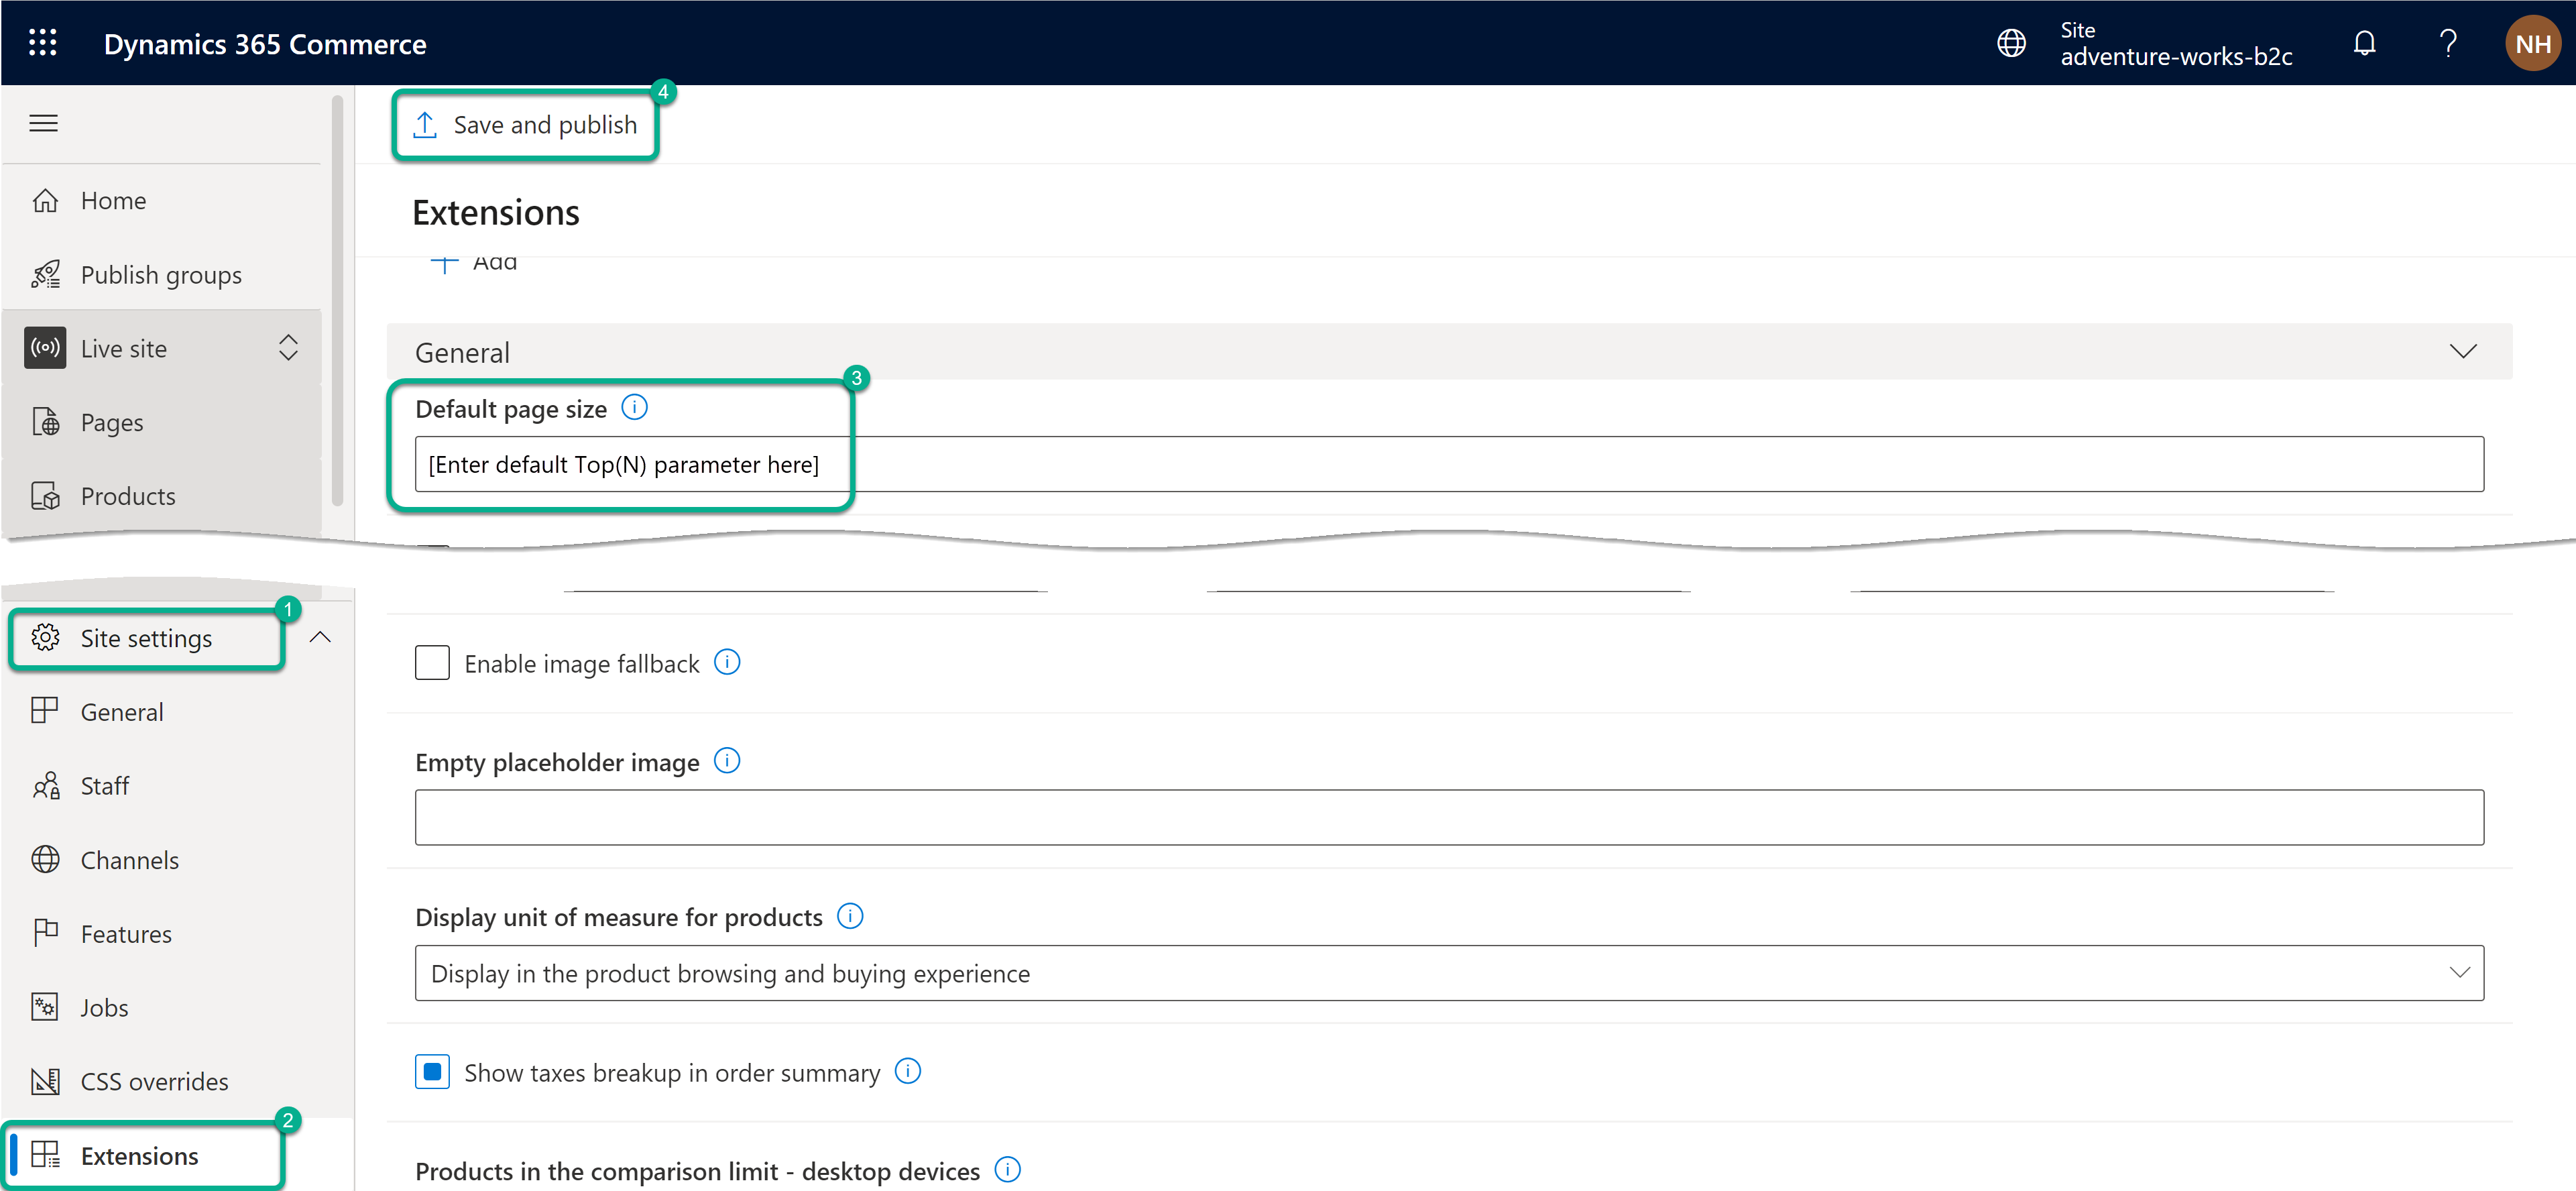 Dynamics 365 Commerce
Site
adventure-works-b2c
NH
4
Save and publish
Home
Publish groups
Live site
Pages
Products
Extensions
Add
General
3
Default page size
[Enter default Top(N) parameter here]
1
Site settings
General
Staff
Channels
Features
Jobs
CSS overrides
2
Extensions
Enable image fallback
Empty placeholder image
Display unit of measure for products
Display in the product browsing and buying experience
Show taxes breakup in order summary
Products in the comparison limit - desktop devices